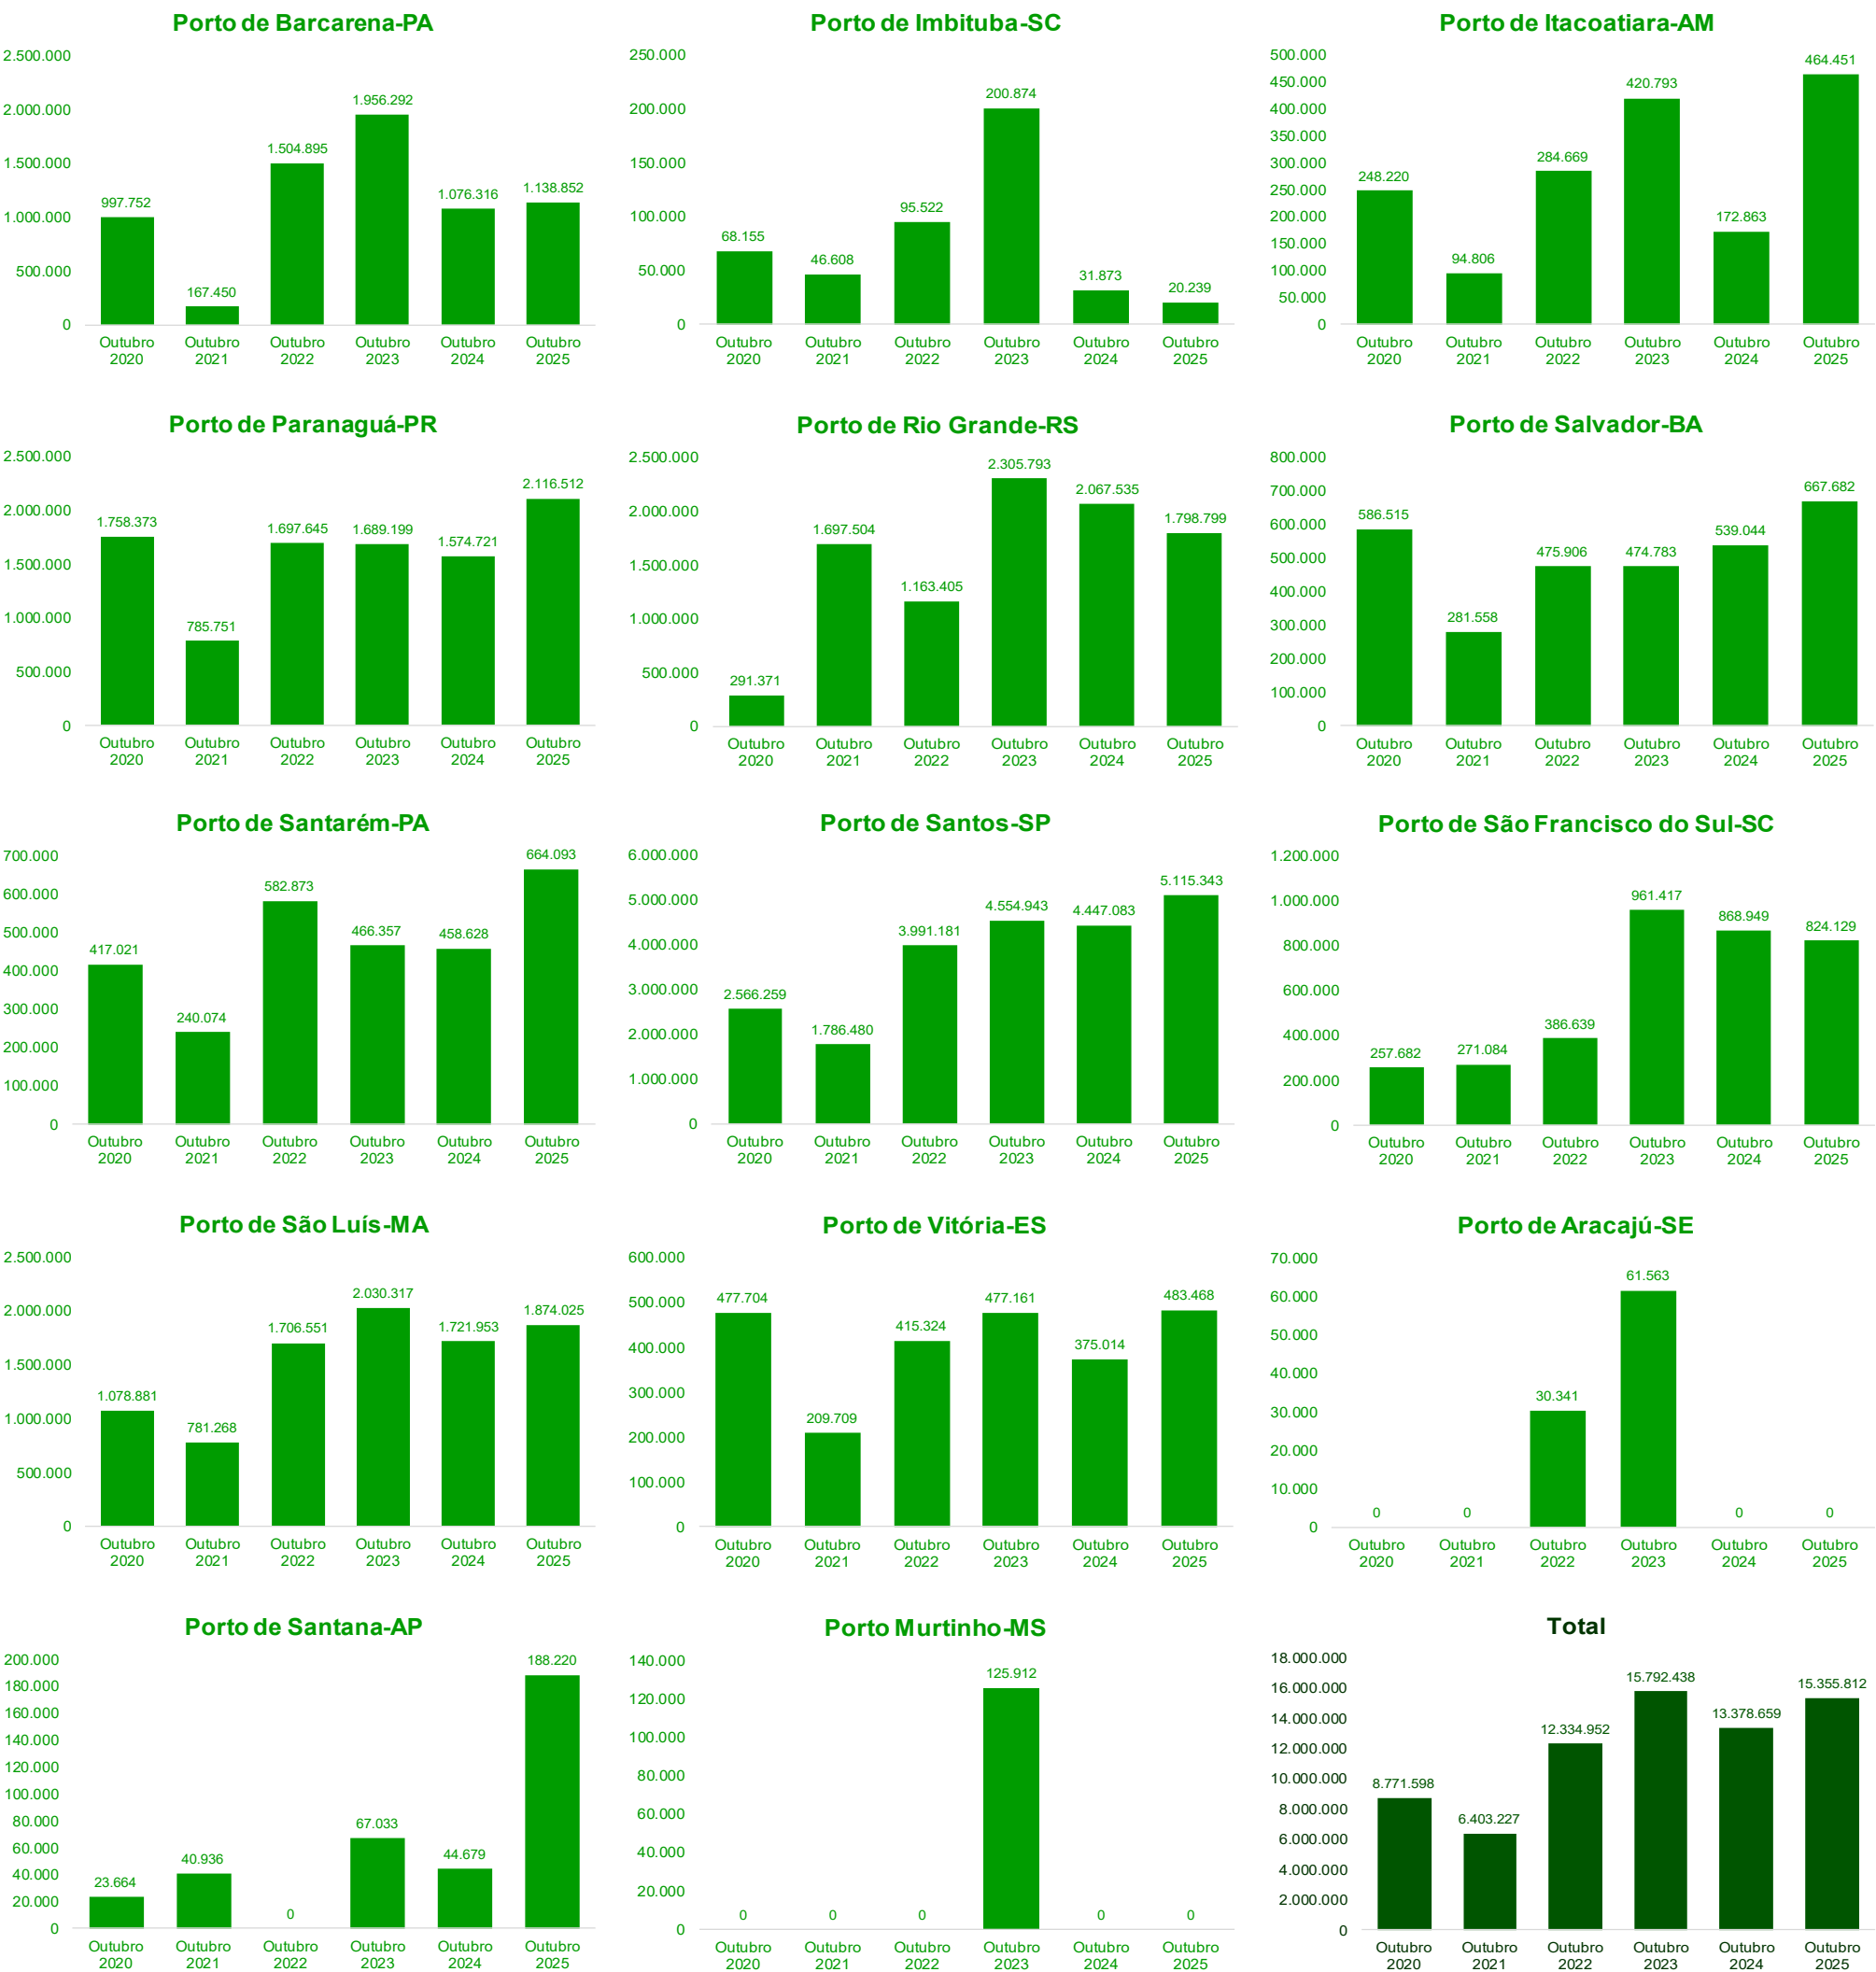 Porto de Barcarena-PA
2.500.000
2.000.000
1.500.000
1.000.000
500.000
0
997.752
167.450
1.504.895
1.956.292
1.076.316
1.138.852
Outubro 2020
Outubro 2021
Outubro 2022
Outubro 2023
Outubro 2024
Outubro 2025
Porto de Imbituba-SC
250.000
200.000
150.000
100.000
50.000
0
68.155
46.608
95.522
200.874
31.873
20.239
Outubro 2020
Outubro 2021
Outubro 2022
Outubro 2023
Outubro 2024
Outubro 2025
Porto de Itacoatiara-AM
500.000
450.000
400.000
350.000
300.000
250.000
200.000
150.000
100.000
50.000
0
248.220
94.806
284.669
420.793
172.863
464.451
Outubro 2020
Outubro 2021
Outubro 2022
Outubro 2023
Outubro 2024
Outubro 2025
Porto de Paranaguá-PR
2.500.000
2.000.000
1.500.000
1.000.000
500.000
0
1.758.373
785.751
1.697.645
1.689.199
1.574.721
2.116.512
Outubro 2020
Outubro 2021
Outubro 2022
Outubro 2023
Outubro 2024
Outubro 2025
Porto de Rio Grande-RS
2.500.000
2.000.000
1.500.000
1.000.000
500.000
0
291.371
1.697.504
1.163.405
2.305.793
2.067.535
1.798.799
Outubro 2020
Outubro 2021
Outubro 2022
Outubro 2023
Outubro 2024
Outubro 2025
Porto de Salvador-BA
800.000
700.000
600.000
500.000
400.000
300.000
200.000
100.000
0
586.515
281.558
475.906
474.783
539.044
667.682
Outubro 2020
Outubro 2021
Outubro 2022
Outubro 2023
Outubro 2024
Outubro 2025
Porto de Santarém-PA
700.000
600.000
500.000
400.000
300.000
200.000
100.000
0
417.021
240.074
582.873
466.357
458.628
664.093
Outubro 2020
Outubro 2021
Outubro 2022
Outubro 2023
Outubro 2024
Outubro 2025
Porto de Santos-SP
6.000.000
5.000.000
4.000.000
3.000.000
2.000.000
1.000.000
0
2.566.259
1.786.480
3.991.181
4.554.943
4.447.083
5.115.343
Outubro 2020
Outubro 2021
Outubro 2022
Outubro 2023
Outubro 2024
Outubro 2025
Porto de São Francisco do Sul-SC
1.200.000
1.000.000
800.000
600.000
400.000
200.000
0
257.682
271.084
386.639
961.417
868.949
824.129
Outubro 2020
Outubro 2021
Outubro 2022
Outubro 2023
Outubro 2024
Outubro 2025
Porto de São Luís-MA
2.500.000
2.000.000
1.500.000
1.000.000
500.000
0
1.078.881
781.268
1.706.551
2.030.317
1.721.953
1.874.025
Outubro 2020
Outubro 2021
Outubro 2022
Outubro 2023
Outubro 2024
Outubro 2025
Porto de Vitória-ES
600.000
500.000
400.000
300.000
200.000
100.000
0
477.704
209.709
415.324
477.161
375.014
483.468
Outubro 2020
Outubro 2021
Outubro 2022
Outubro 2023
Outubro 2024
Outubro 2025
Porto de Aracajú-SE
70.000
60.000
50.000
40.000
30.000
20.000
10.000
0
0
0
30.341
61.563
0
0
Outubro 2020
Outubro 2021
Outubro 2022
Outubro 2023
Outubro 2024
Outubro 2025
Porto de Santana-AP
200.000
180.000
160.000
140.000
120.000
100.000
80.000
60.000
40.000
20.000
0
23.664
40.936
0
67.033
44.679
188.220
Outubro 2020
Outubro 2021
Outubro 2022
Outubro 2023
Outubro 2024
Outubro 2025
Porto Murtinho-MS
140.000
120.000
100.000
80.000
60.000
40.000
20.000
0
0
0
0
125.912
0
0
Outubro 2020
Outubro 2021
Outubro 2022
Outubro 2023
Outubro 2024
Outubro 2025
Total
18.000.000
16.000.000
14.000.000
12.000.000
10.000.000
8.000.000
6.000.000
4.000.000
2.000.000
0
8.771.598
6.403.227
12.334.952
15.792.438
13.378.659
15.355.812
Outubro 2020
Outubro 2021
Outubro 2022
Outubro 2023
Outubro 2024
Outubro 2025